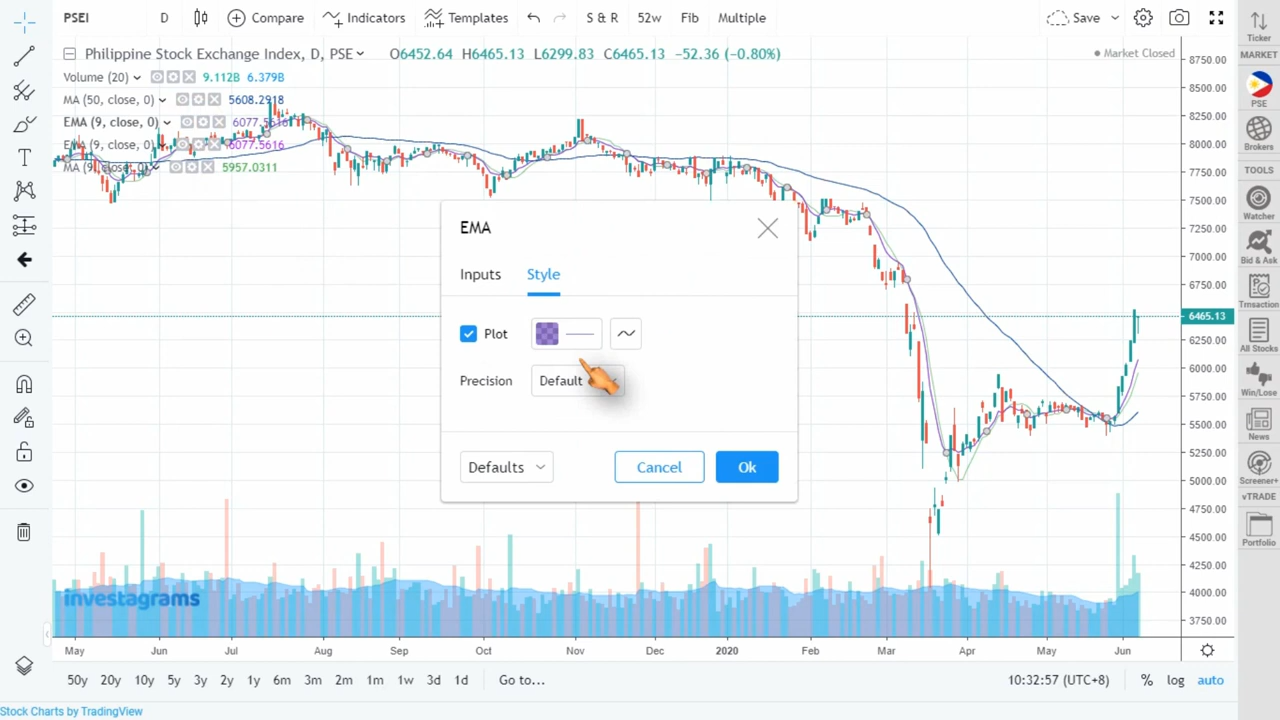 PSEI D Compare Indicators Templates S & R 52w Fib Multiple Save
Philippine Stock Exchange Index, D, PSE O6452.64 H6465.13 L6299.83 C6465.13 −52.36 (−0.80%)
Market Closed
Volume (20) 9.112B 6.379B
MA (50, close, 0) 5608.2918
EMA (9, close, 0) 6077.5616
EMA (9, close, 0) 6077.5616
MA (9, close, 0) 5957.0311
EMA
Inputs Style
Plot
Precision Default
Defaults Cancel Ok
8750.00
8500.00
8250.00
8000.00
7750.00
7500.00
7250.00
7000.00
6750.00
6465.13
6250.00
6000.00
5750.00
5500.00
5250.00
5000.00
4750.00
4500.00
4250.00
4000.00
3750.00
investagrams
May Jun Jul Aug Sep Oct Nov Dec 2020 Feb Mar Apr May Jun
50y 20y 10y 5y 3y 2y 1y 6m 3m 2m 1m 1w 3d 1d Go to... 10:32:57 (UTC+8) % log auto
Stock Charts by TradingView
Ticker
MARKET
PSE
Brokers
TOOLS
Watcher
Bid & Ask
Trnsaction
All Stocks
Win/Lose
News
Screener+
vTRADE
Portfolio